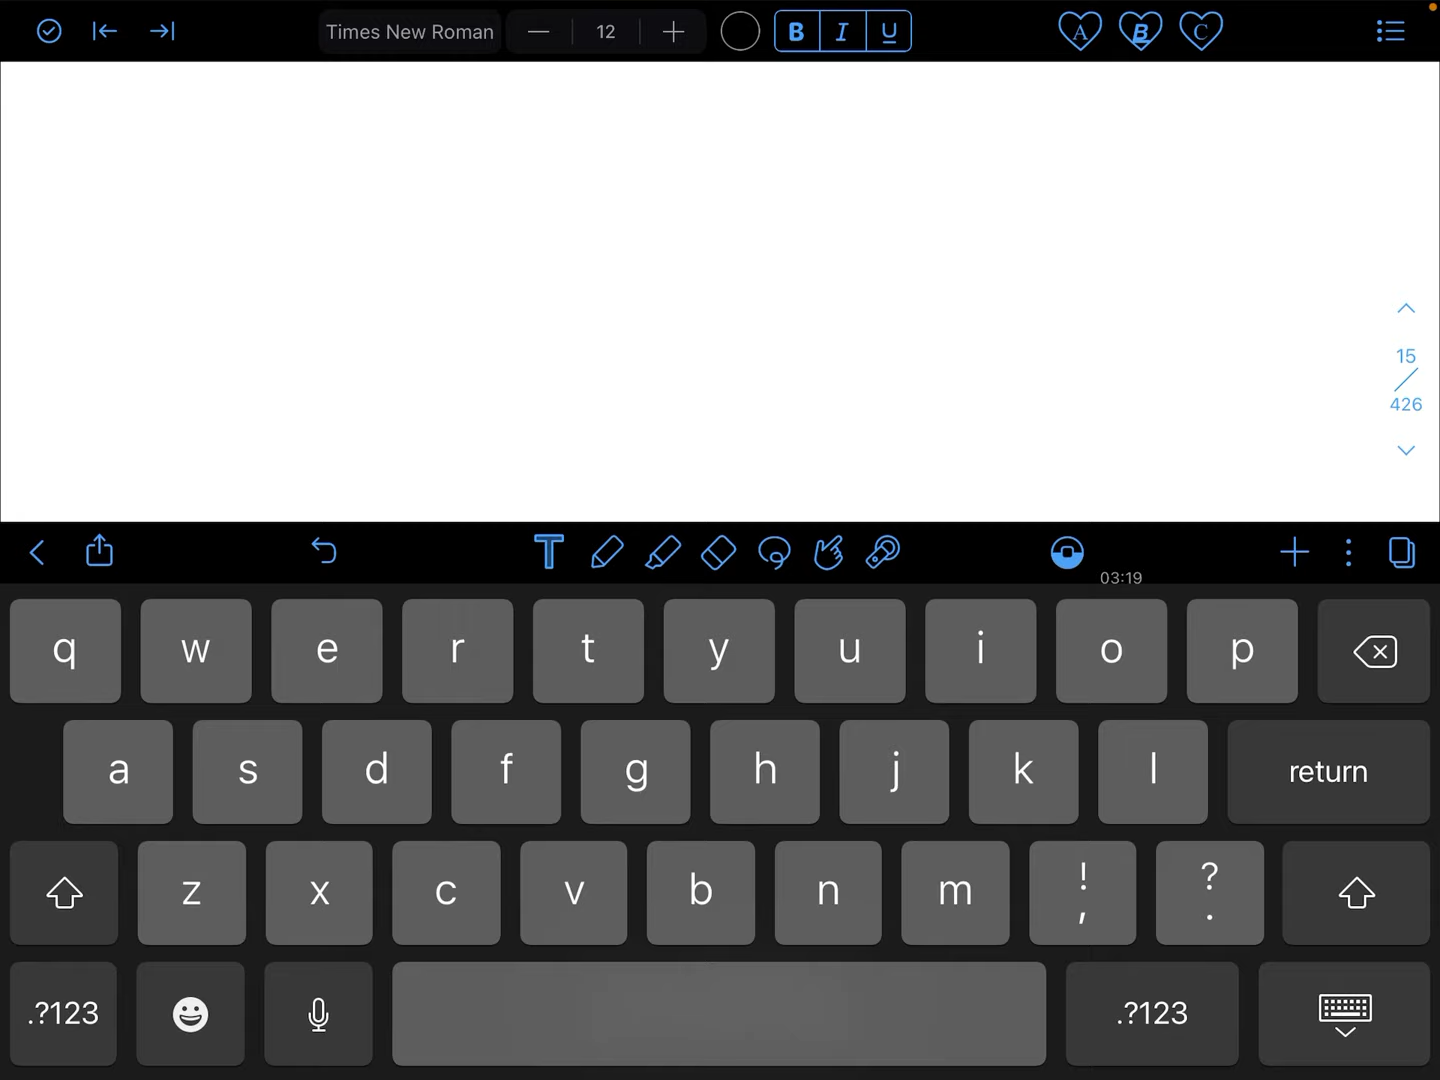 Times New Roman 12 B I U A B C
15
426
03:19
q w e r t y u i o p
a s d f g h j k l return
z x c v b n m ! , ? .
.?123 .?123